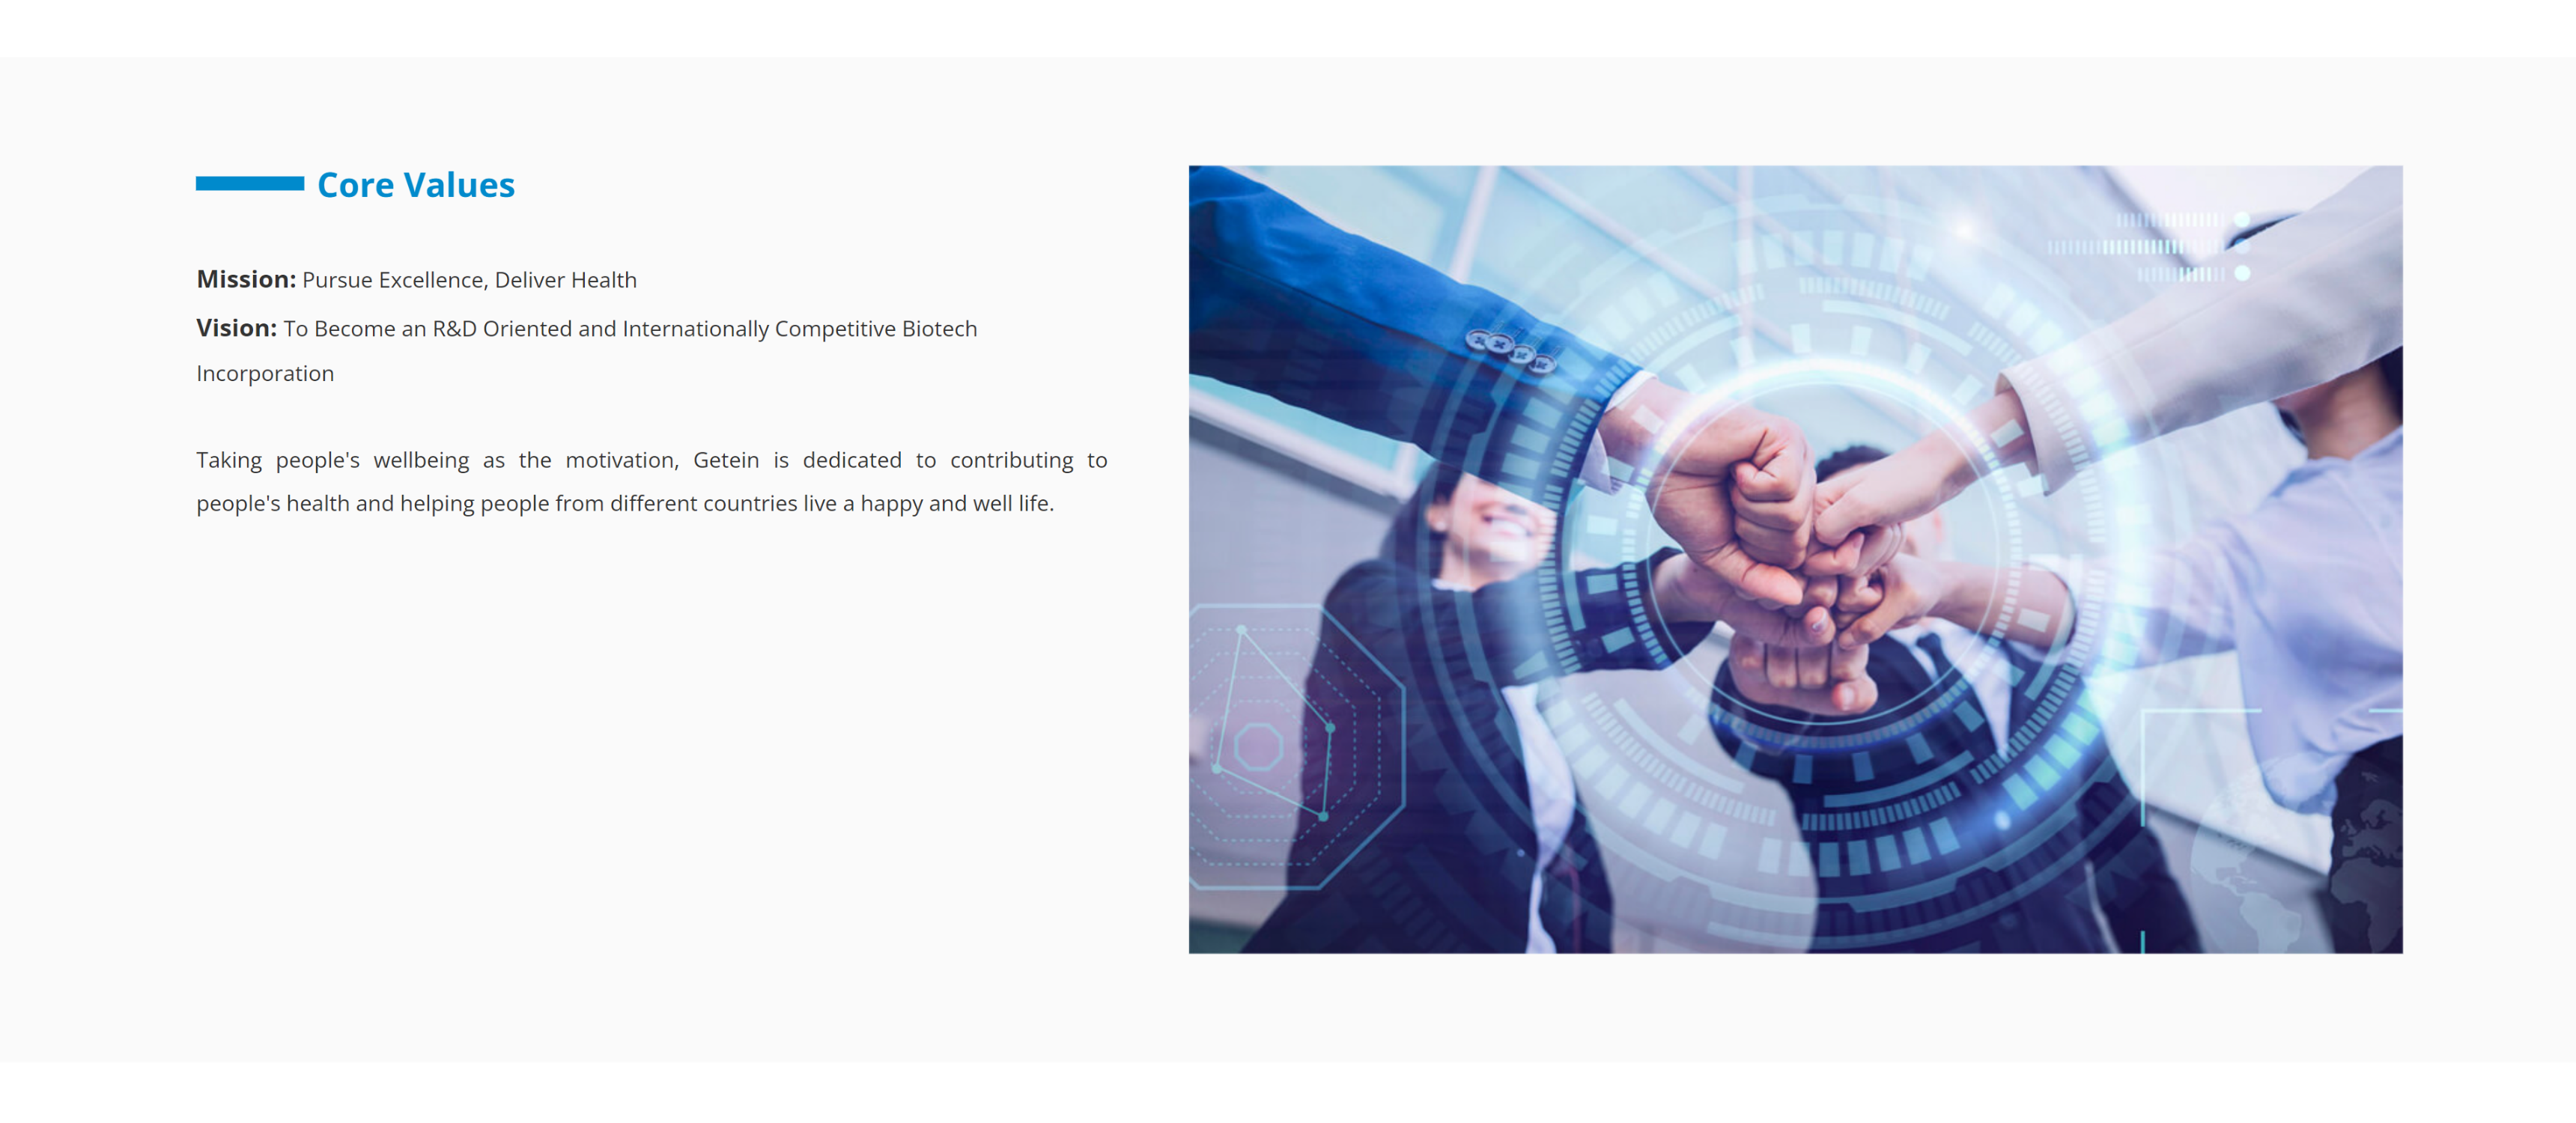 Core Values
Mission: Pursue Excellence, Deliver Health
Vision: To Become an R&D Oriented and Internationally Competitive Biotech
Incorporation
Taking people's wellbeing as the motivation, Getein is dedicated to contributing to
people's health and helping people from different countries live a happy and well life.